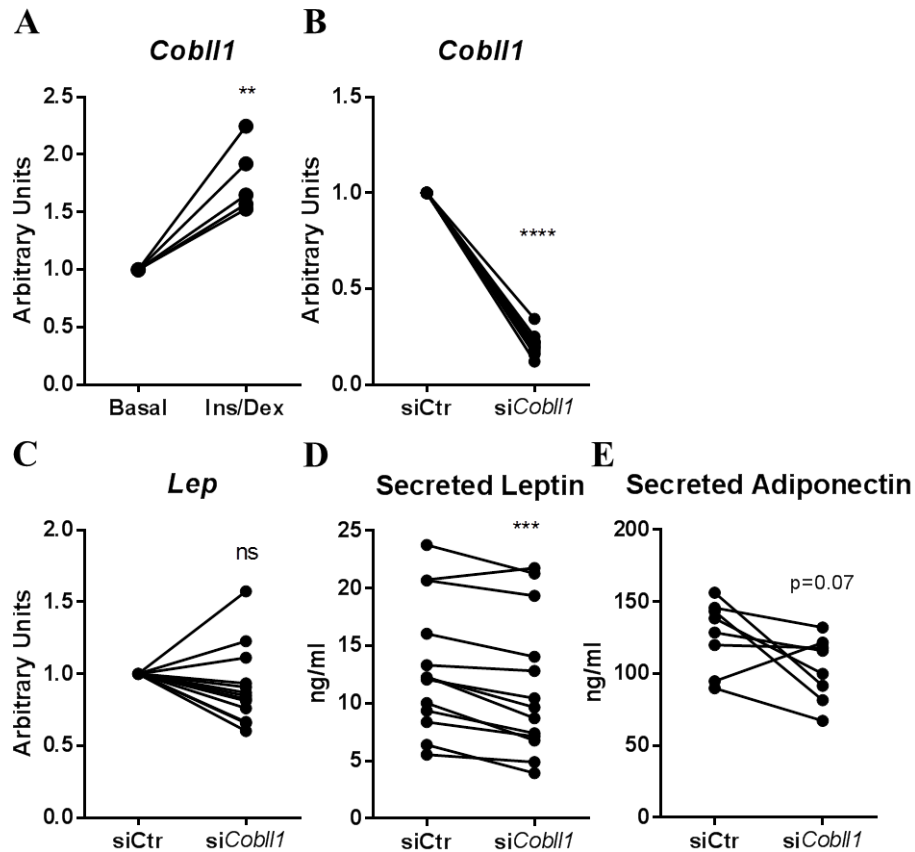 A
Cobll1
**
Arbitrary Units
2.5
2.0
1.5
1.0
0.5
0.0
Basal
Ins/Dex
B
Cobll1
****
Arbitrary Units
1.5
1.0
0.5
0.0
siCtr
siCobll1
C
Lep
ns
Arbitrary Units
2.0
1.5
1.0
0.5
0.0
siCtr
siCobll1
D
Secreted Leptin
***
ng/ml
25
20
15
10
5
0
siCtr
siCobll1
E
Secreted Adiponectin
p=0.07
ng/ml
200
150
100
50
0
siCtr
siCobll1